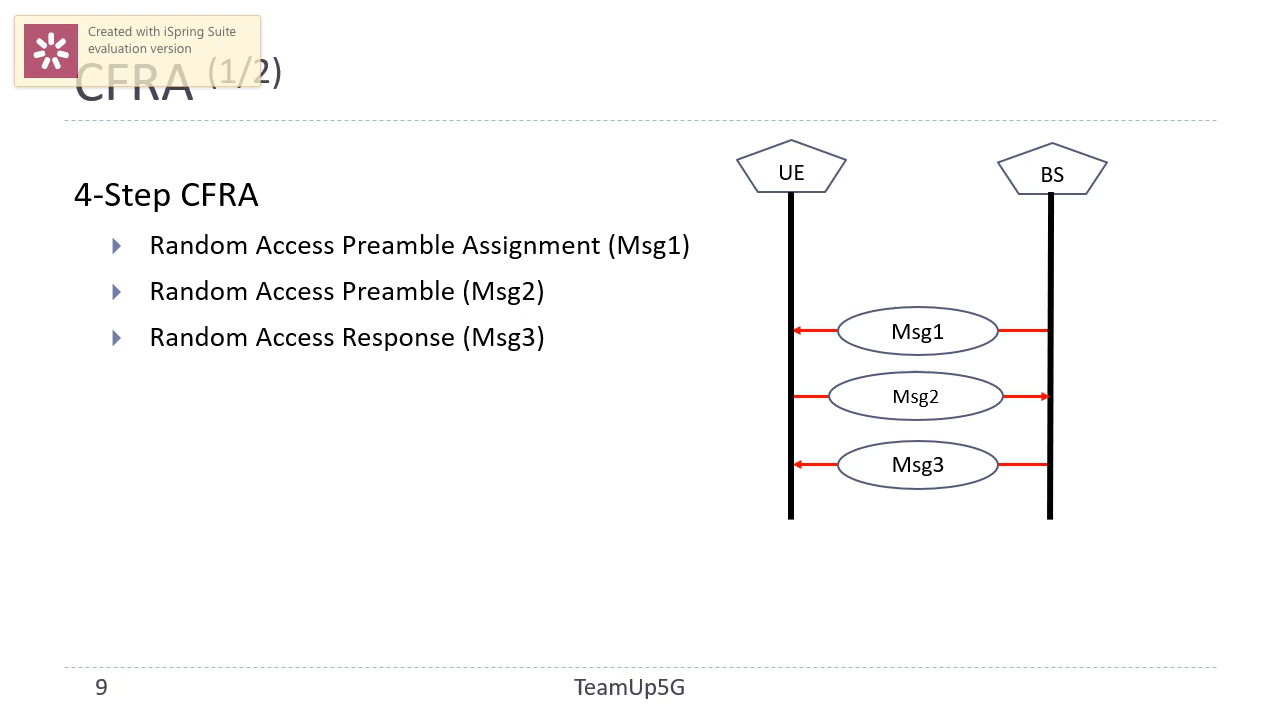 Created with iSpring Suite
evaluation version
CFRA (1/2)
4-Step CFRA
Random Access Preamble Assignment (Msg1)
Random Access Preamble (Msg2)
Random Access Response (Msg3)
UE
BS
Msg1
Msg2
Msg3
9
TeamUp5G